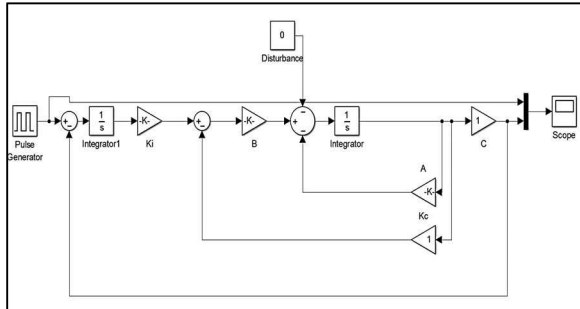 0
Disturbance
Pulse
Generator
+
−
1
s
Integrator1
-K-
Ki
+
−
-K-
B
−
+
−
1
s
Integrator
1
C
Scope
A
-K-
Kc
1